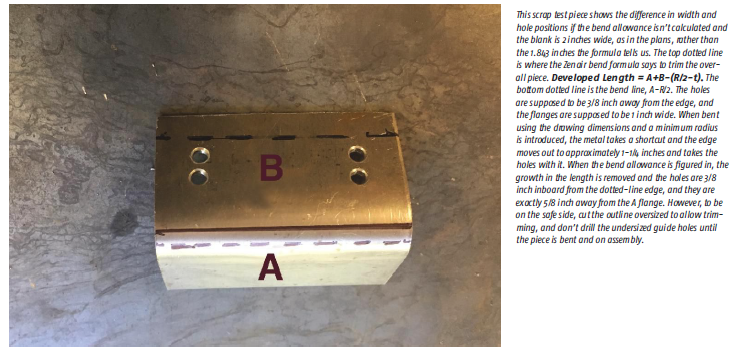 B
A
This scrap test piece shows the difference in width and
hole positions if the bend allowance isn't calculated and
the blank is 2 inches wide, as in the plans, rather than
the 1.843 inches the formula tells us. The top dotted line
is where the Zenair bend formula says to trim the over-
all piece. Developed Length = A+B–(R/2–t). The
bottom dotted line is the bend line, A–R/2. The holes
are supposed to be 3/8 inch away from the edge, and
the flanges are supposed to be 1 inch wide. When bent
using the drawing dimensions and a minimum radius
is introduced, the metal takes a shortcut and the edge
moves out to approximately 1-1/4 inches and takes the
holes with it. When the bend allowance is figured in, the
growth in the length is removed and the holes are 3/8
inch inboard from the dotted-line edge, and they are
exactly 5/8 inch away from the A flange. However, to be
on the safe side, cut the outline oversized to allow trim-
ming, and don't drill the undersized guide holes until
the piece is bent and on assembly.